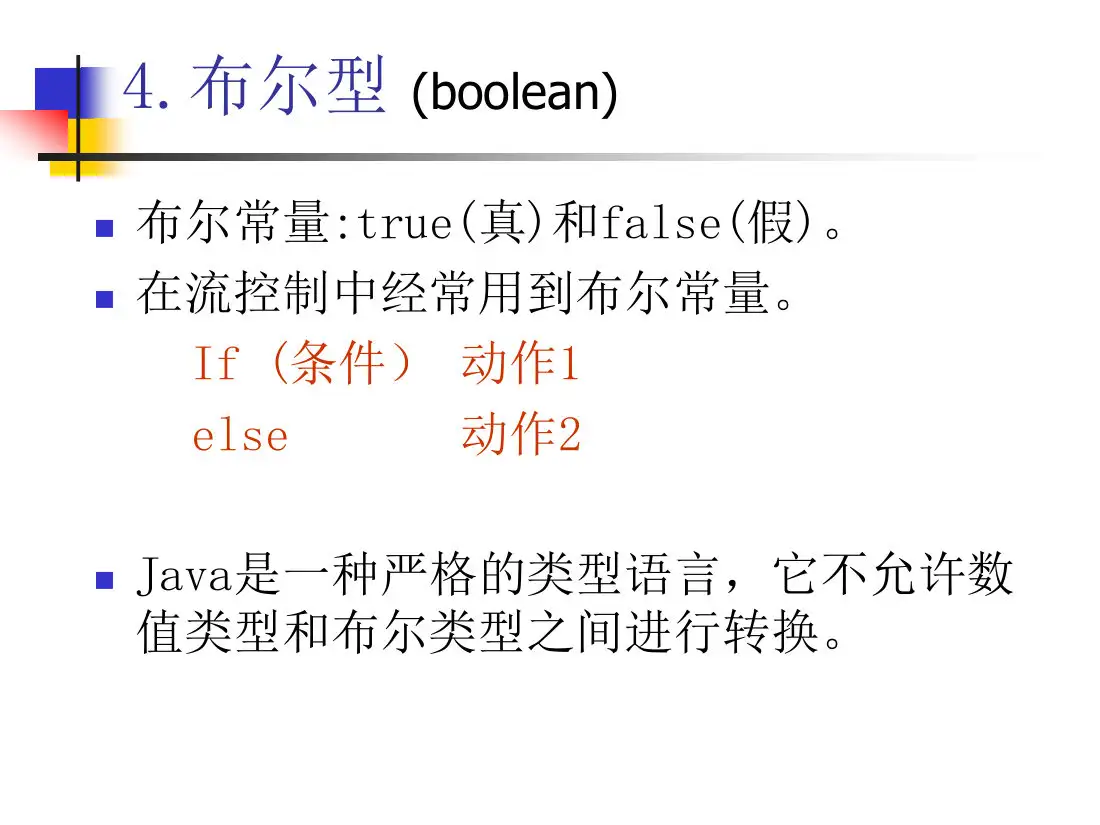 4.布尔型 (boolean)
布尔常量:true(真)和false(假)。
在流控制中经常用到布尔常量。
If (条件） 动作1
else 动作2
Java是一种严格的类型语言，它不允许数
值类型和布尔类型之间进行转换。